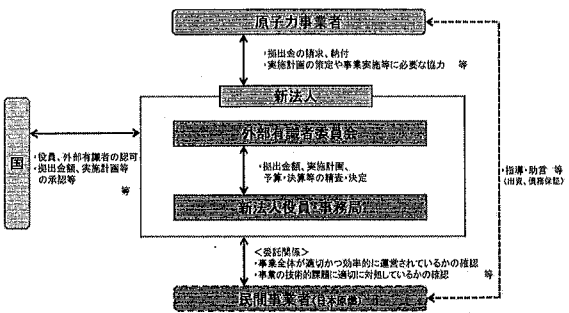 原子力事業者
・拠出金の請求、納付
・実施計画の策定や事業実施等に必要な協力 等
新法人
外部有識者委員会
国
・役員、外部有識者の認可
・拠出金額、実施計画等
の承認等
等
・拠出金額、実施計画、
予算・決算等の精査・決定
・指導・助言 等
(出資、債務保証)
新法人役員・事務局
＜委託関係＞
・事業全体が適切かつ効率的に運営されているかの確認
・事業の技術的課題に適切に対処しているかの確認 等
民間事業者(日本原燃)